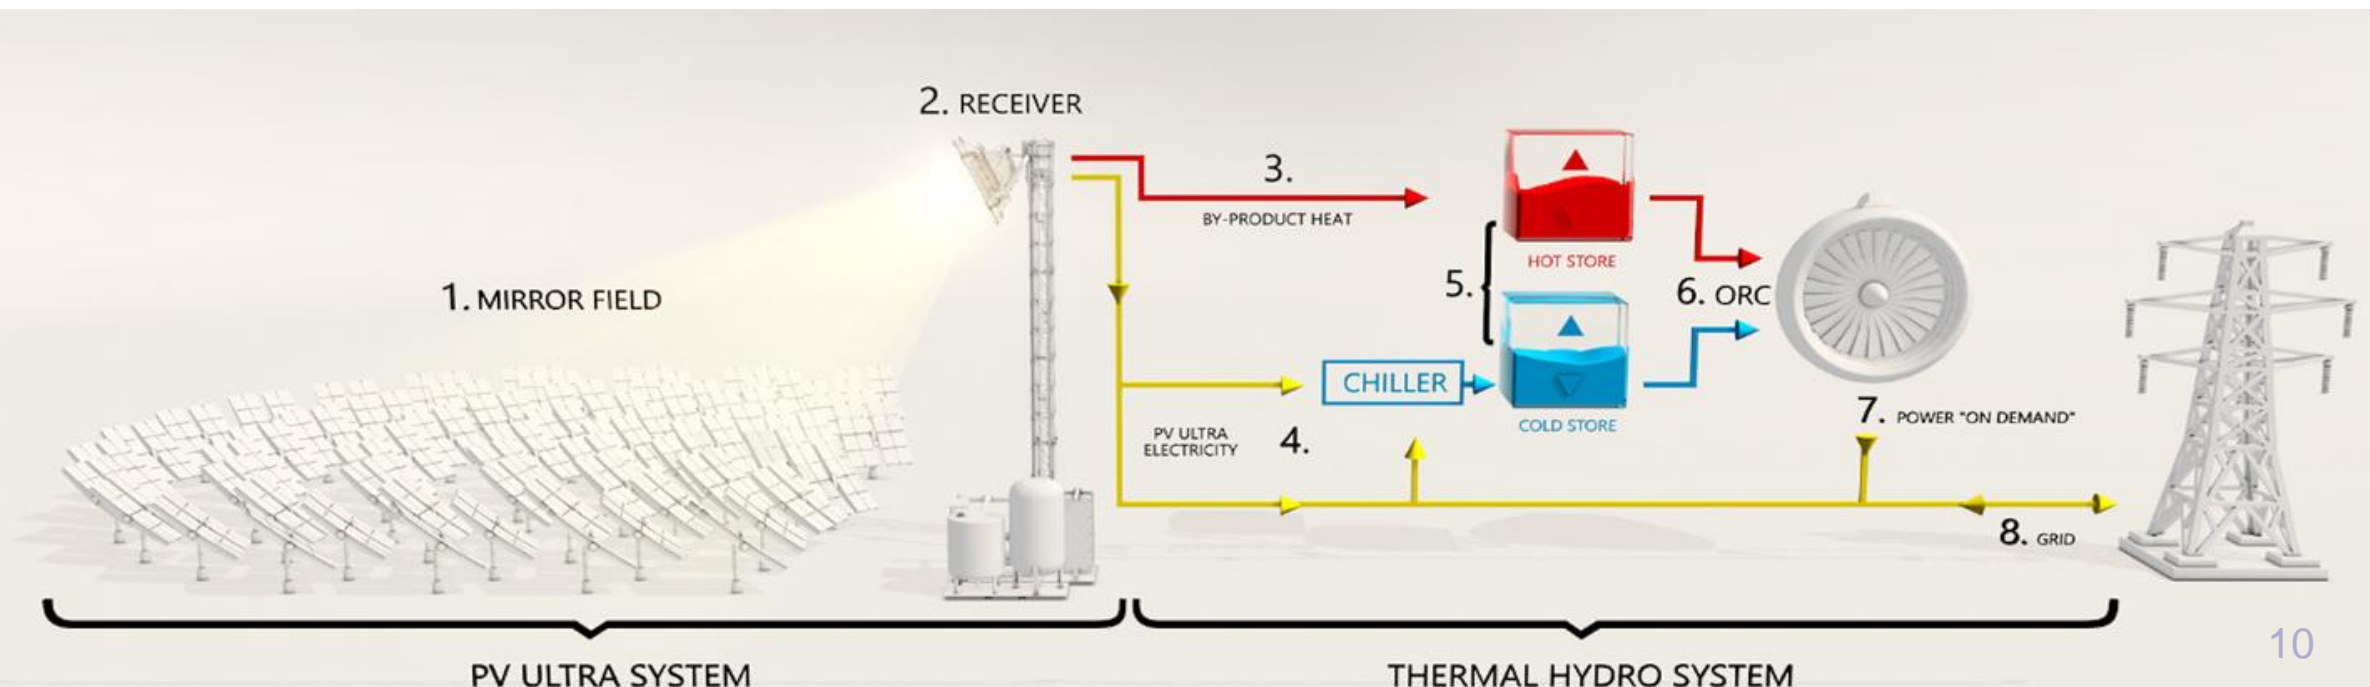 2. RECEIVER
3.
BY-PRODUCT HEAT
HOT STORE
1. MIRROR FIELD
5.
6. ORC
CHILLER
COLD STORE
PV ULTRA
ELECTRICITY
4.
7. POWER "ON DEMAND"
8. GRID
PV ULTRA SYSTEM
THERMAL HYDRO SYSTEM
10